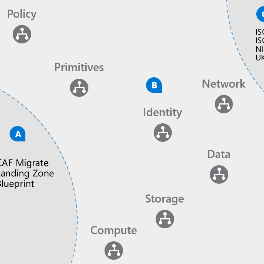 Policy
Primitives
B
Network
Identity
A
Data
Storage
Compute
CAF Migrate
Landing Zone
Blueprint